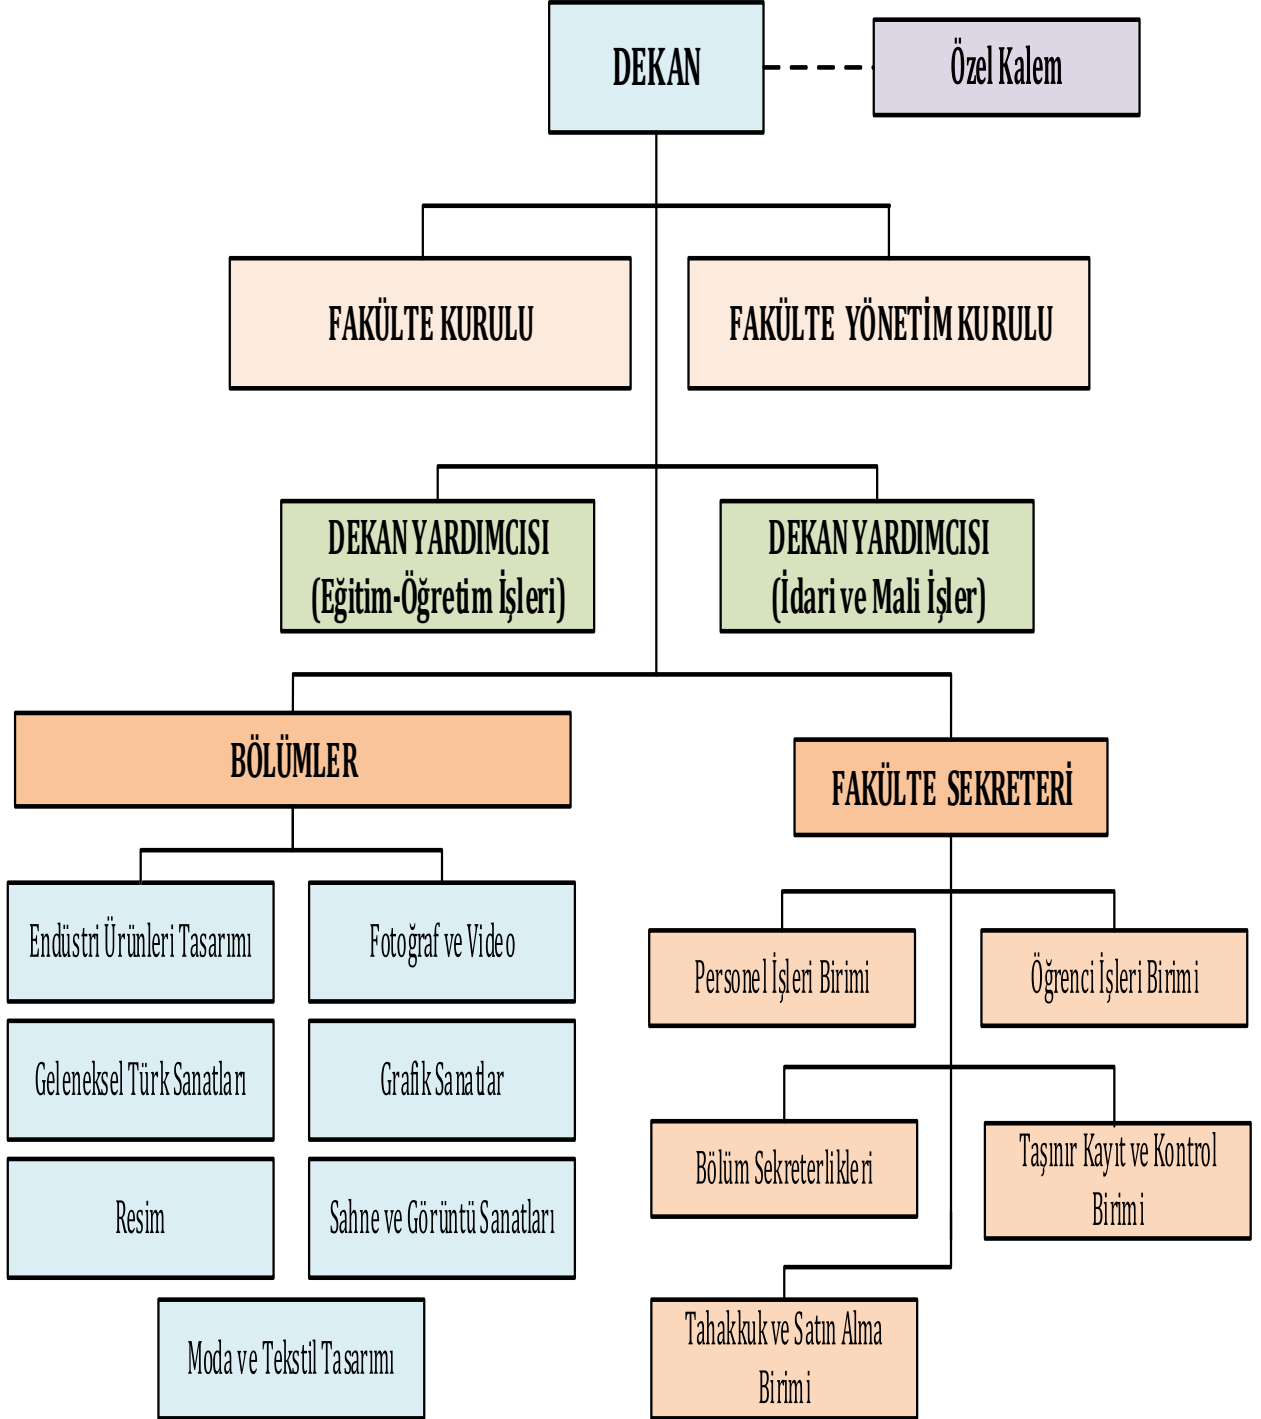 DEKAN
Özel Kalem
FAKÜLTE KURULU
FAKÜLTE YÖNETİM KURULU
DEKAN YARDIMCISI
(Eğitim-Öğretim İşleri)
DEKAN YARDIMCISI
(İdari ve Mali İşler)
BÖLÜMLER
FAKÜLTE SEKRETERİ
Endüstri Ürünleri Tasarımı
Fotoğraf ve Video
Geleneksel Türk Sanatları
Grafik Sanatlar
Resim
Sahne ve Görüntü Sanatları
Moda ve Tekstil Tasarımı
Personel İşleri Birimi
Öğrenci İşleri Birimi
Bölüm Sekreterlikleri
Taşınır Kayıt ve Kontrol
Birimi
Tahakkuk ve Satın Alma
Birimi